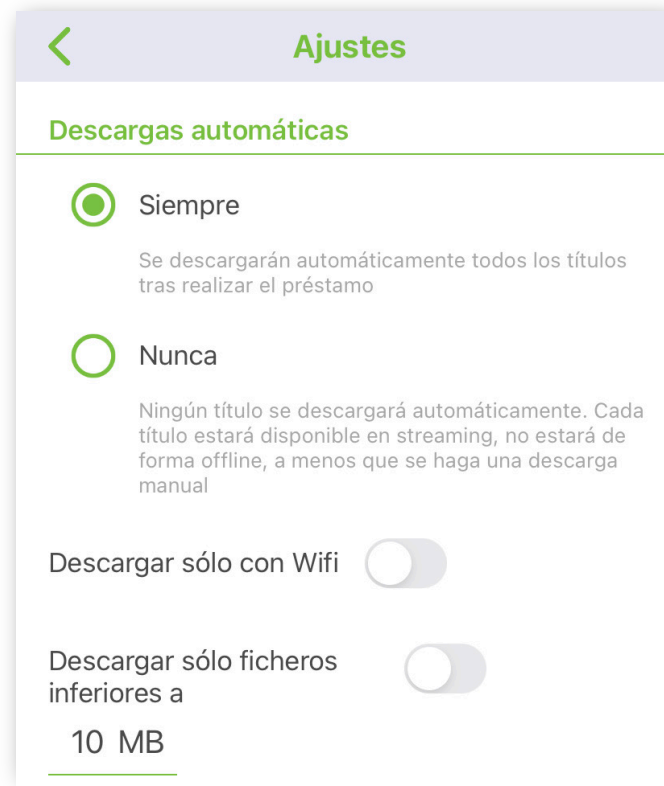 Ajustes
Descargas automáticas
Siempre
Se descargarán automáticamente todos los títulos
tras realizar el préstamo
Nunca
Ningún título se descargará automáticamente. Cada
título estará disponible en streaming, no estará de
forma offline, a menos que se haga una descarga
manual
Descargar sólo con Wifi
Descargar sólo ficheros
inferiores a
10 MB